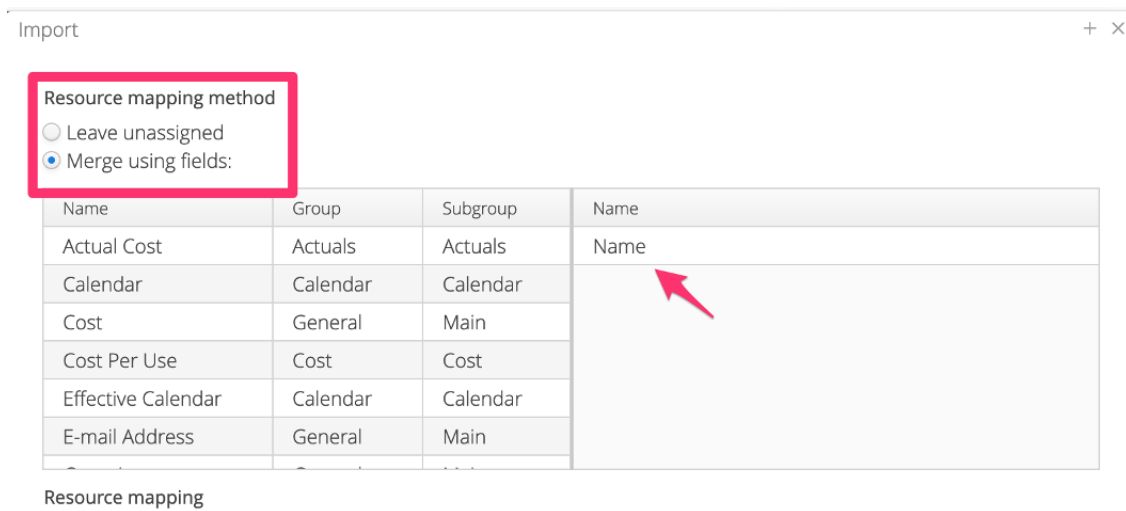 Import
Resource mapping method
Leave unassigned
Merge using fields:
Name Group Subgroup Name
Actual Cost Actuals Actuals Name
Calendar Calendar Calendar
Cost General Main
Cost Per Use Cost Cost
Effective Calendar Calendar Calendar
E-mail Address General Main
Resource mapping